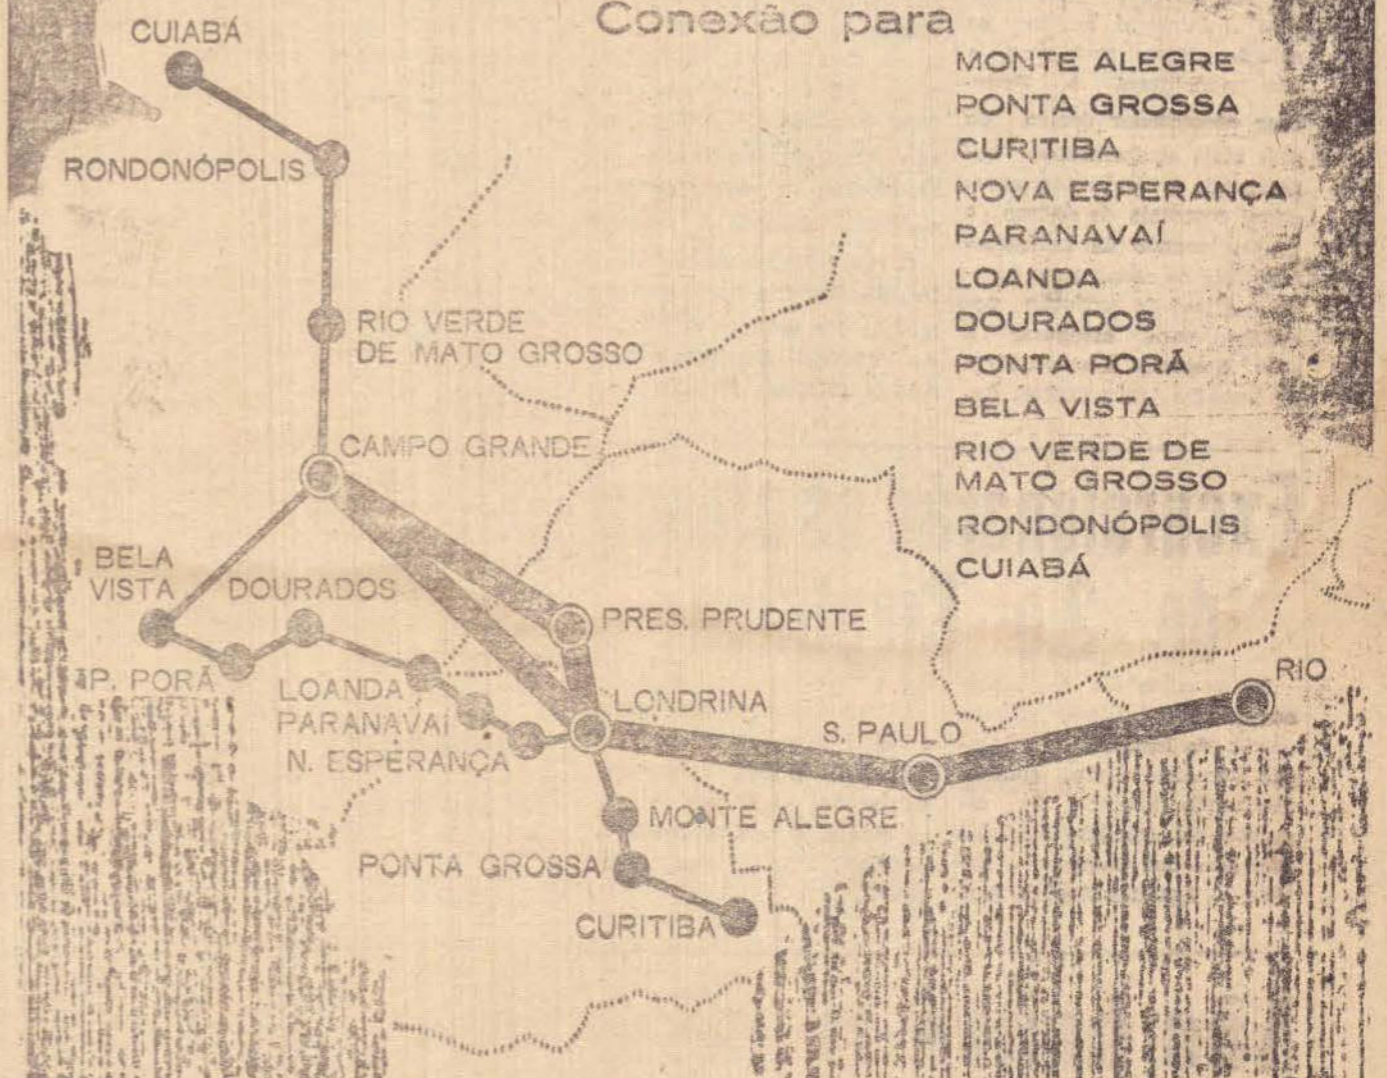 Conexão para
MONTE ALEGRE
PONTA GROSSA
CURITIBA
NOVA ESPERANÇA
PARANAVAÍ
LOANDA
DOURADOS
PONTA PORÃ
BELA VISTA
RIO VERDE DE
MATO GROSSO
RONDONÓPOLIS
CUIABÁ
CUIABÁ
RONDONÓPOLIS
RIO VERDE
DE MATO GROSSO
CAMPO GRANDE
BELA
VISTA
DOURADOS
PRES. PRUDENTE
P. PORÃ
LOANDA
PARANAVAÍ
N. ESPERANÇA
LONDRINA
S. PAULO
RIO
MONTE ALEGRE
PONTA GROSSA
CURITIBA